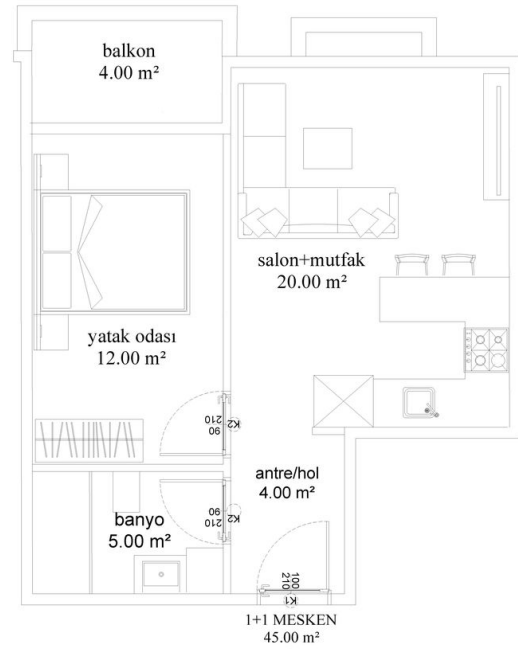 balkon
4.00 m²
salon+mutfak
20.00 m²
yatak odası
12.00 m²
90
210
K2
antre/hol
4.00 m²
banyo
5.00 m²
90
210
K2
100
210
K1
1+1 MESKEN
45.00 m²